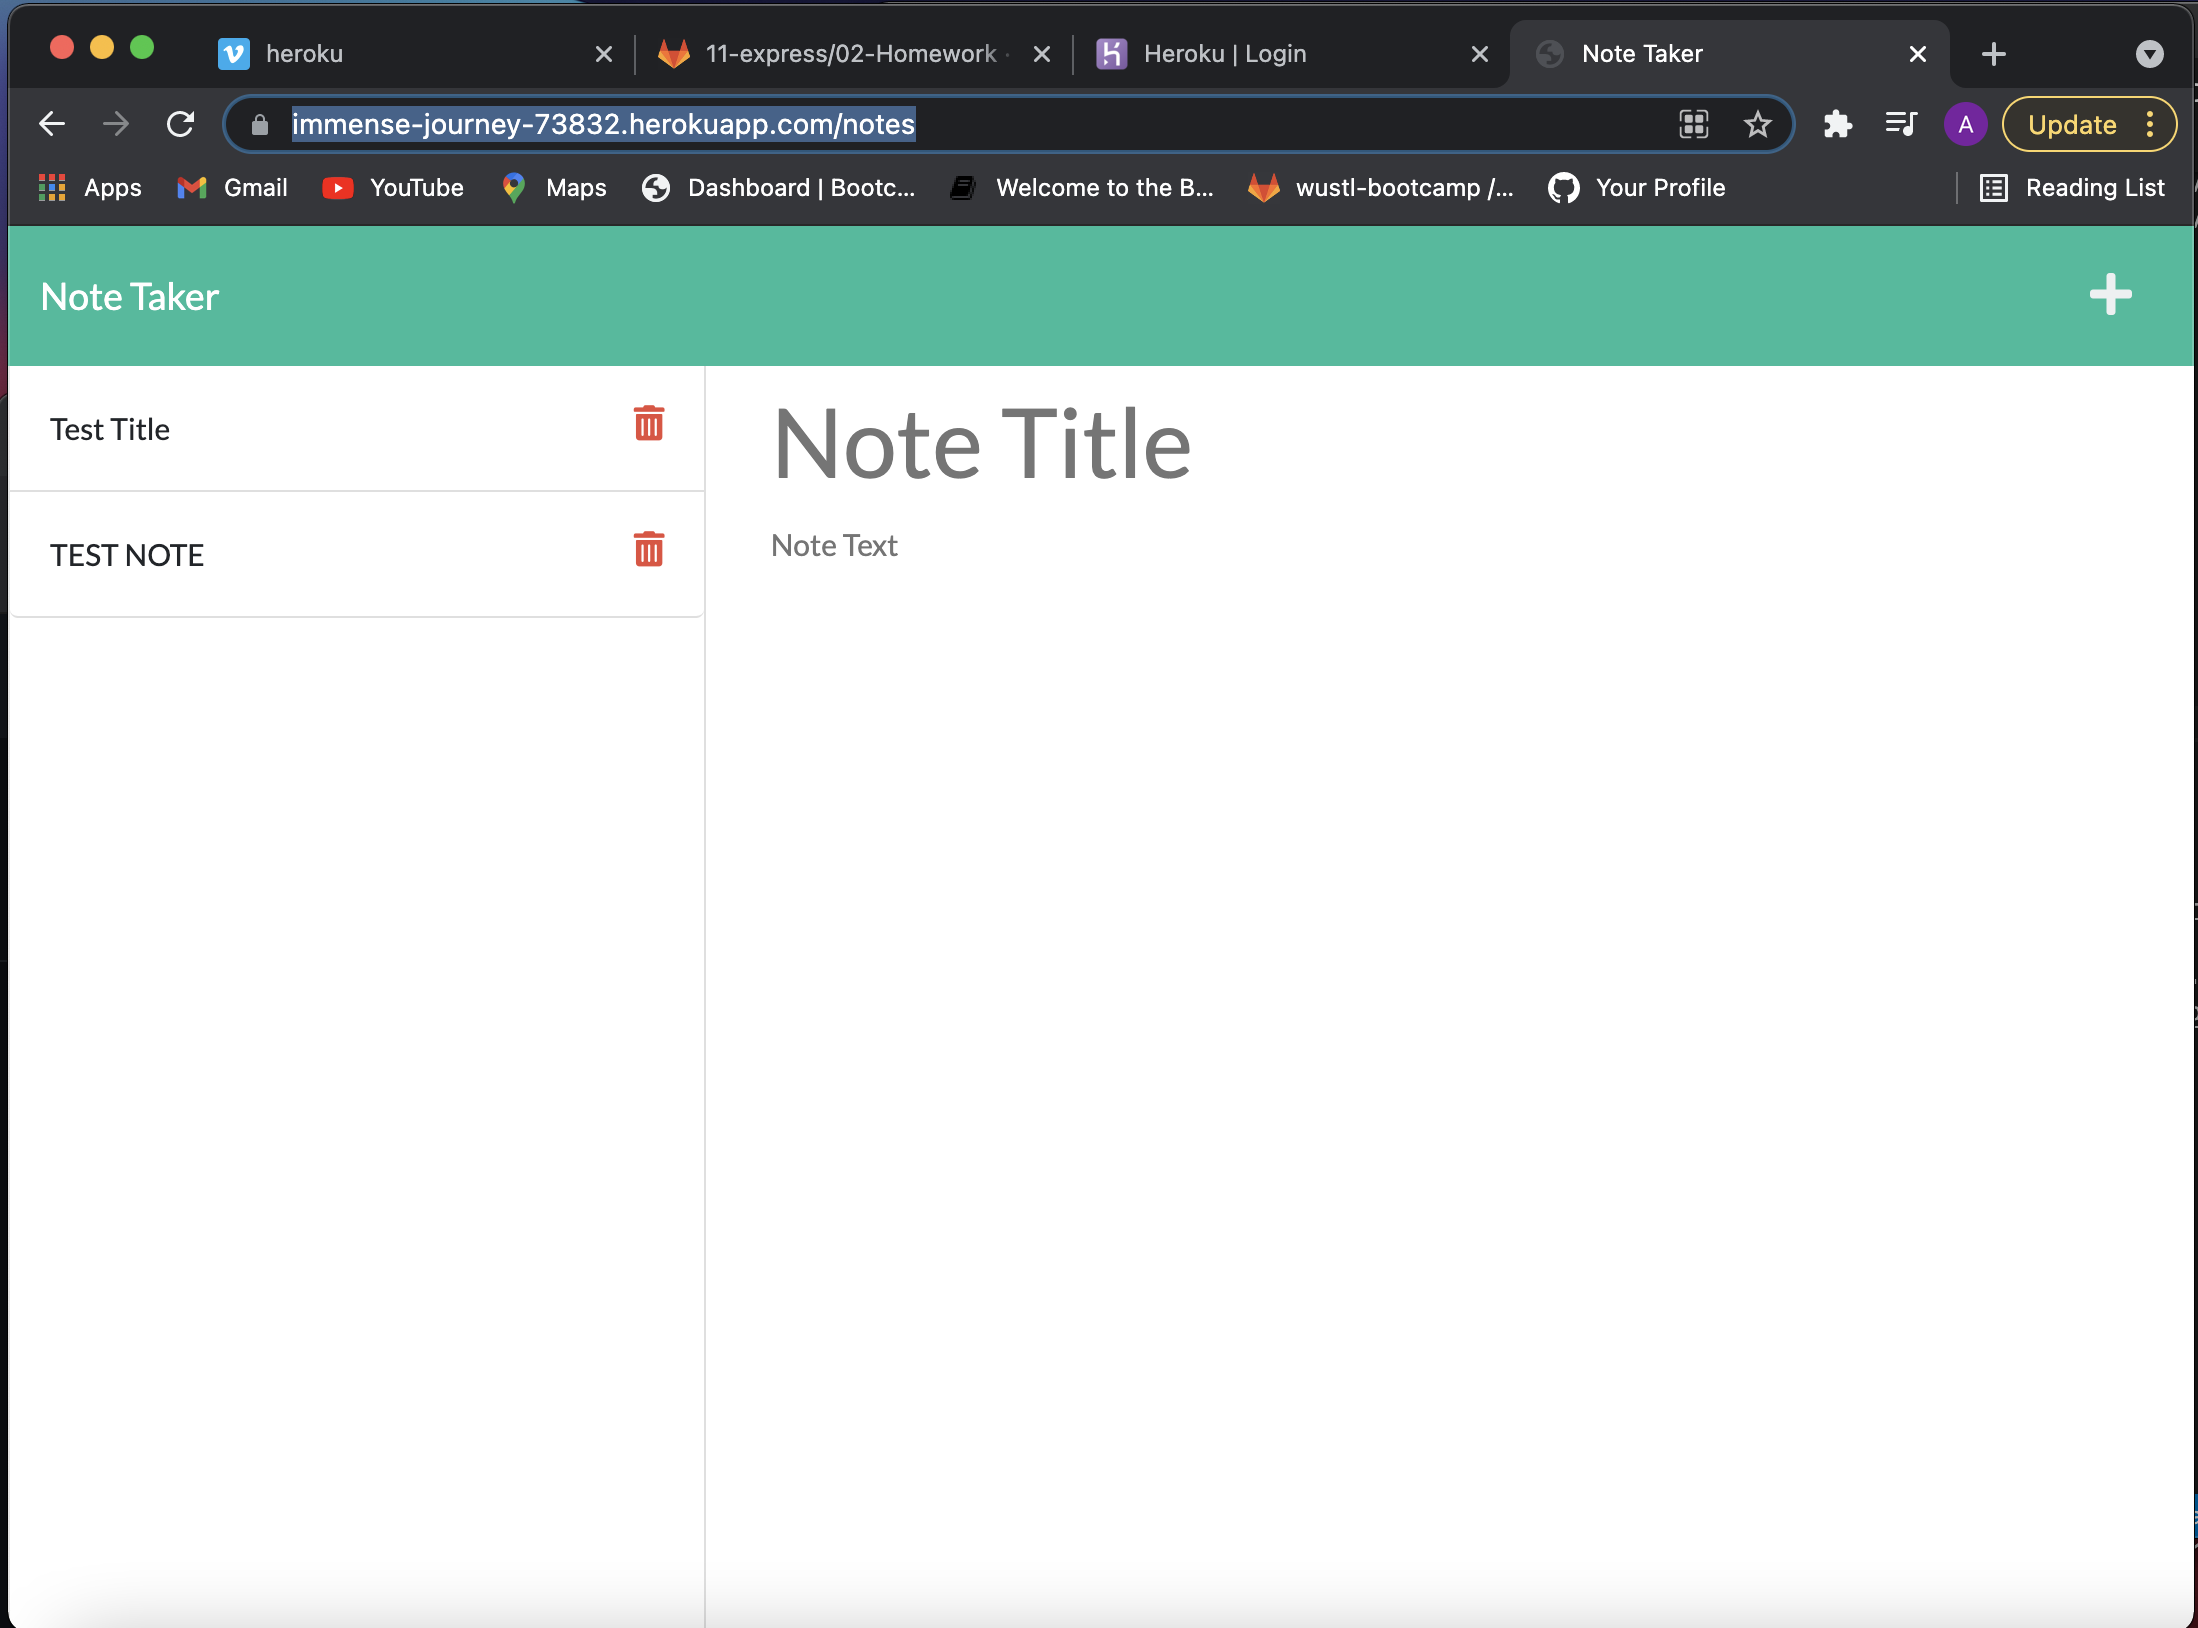 heroku
11-express/02-Homework
Heroku | Login
Note Taker
immense-journey-73832.herokuapp.com/notes
A
Update
Apps
Gmail
YouTube
Maps
Dashboard | Bootc...
Welcome to the B...
wustl-bootcamp /...
Your Profile
Reading List
Note Taker
Test Title
TEST NOTE
Note Title
Note Text